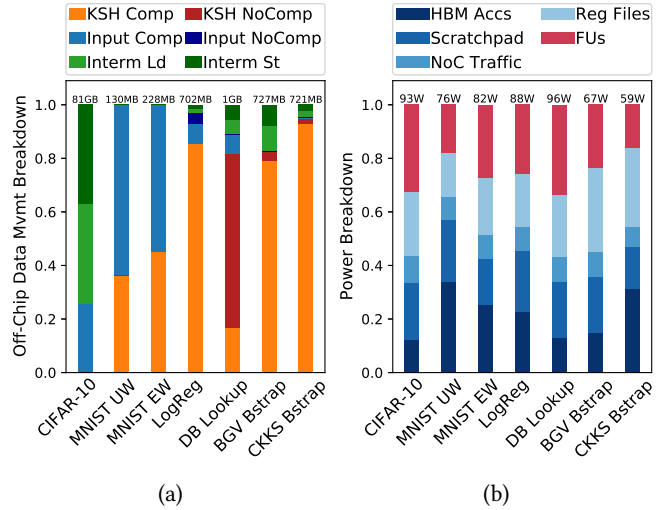 KSH Comp
KSH NoComp
Input Comp
Input NoComp
Interm Ld
Interm St
81GB 130MB 228MB 702MB 1GB 727MB 721MB
Off-Chip Data Mvmt Breakdown
1.0
0.8
0.6
0.4
0.2
0.0
CIFAR-10
MNIST UW
MNIST EW
LogReg
DB Lookup
BGV Bstrap
CKKS Bstrap
(a)
HBM Accs
Reg Files
Scratchpad
FUs
NoC Traffic
93W 76W 82W 88W 96W 67W 59W
Power Breakdown
1.0
0.8
0.6
0.4
0.2
0.0
CIFAR-10
MNIST UW
MNIST EW
LogReg
DB Lookup
BGV Bstrap
CKKS Bstrap
(b)